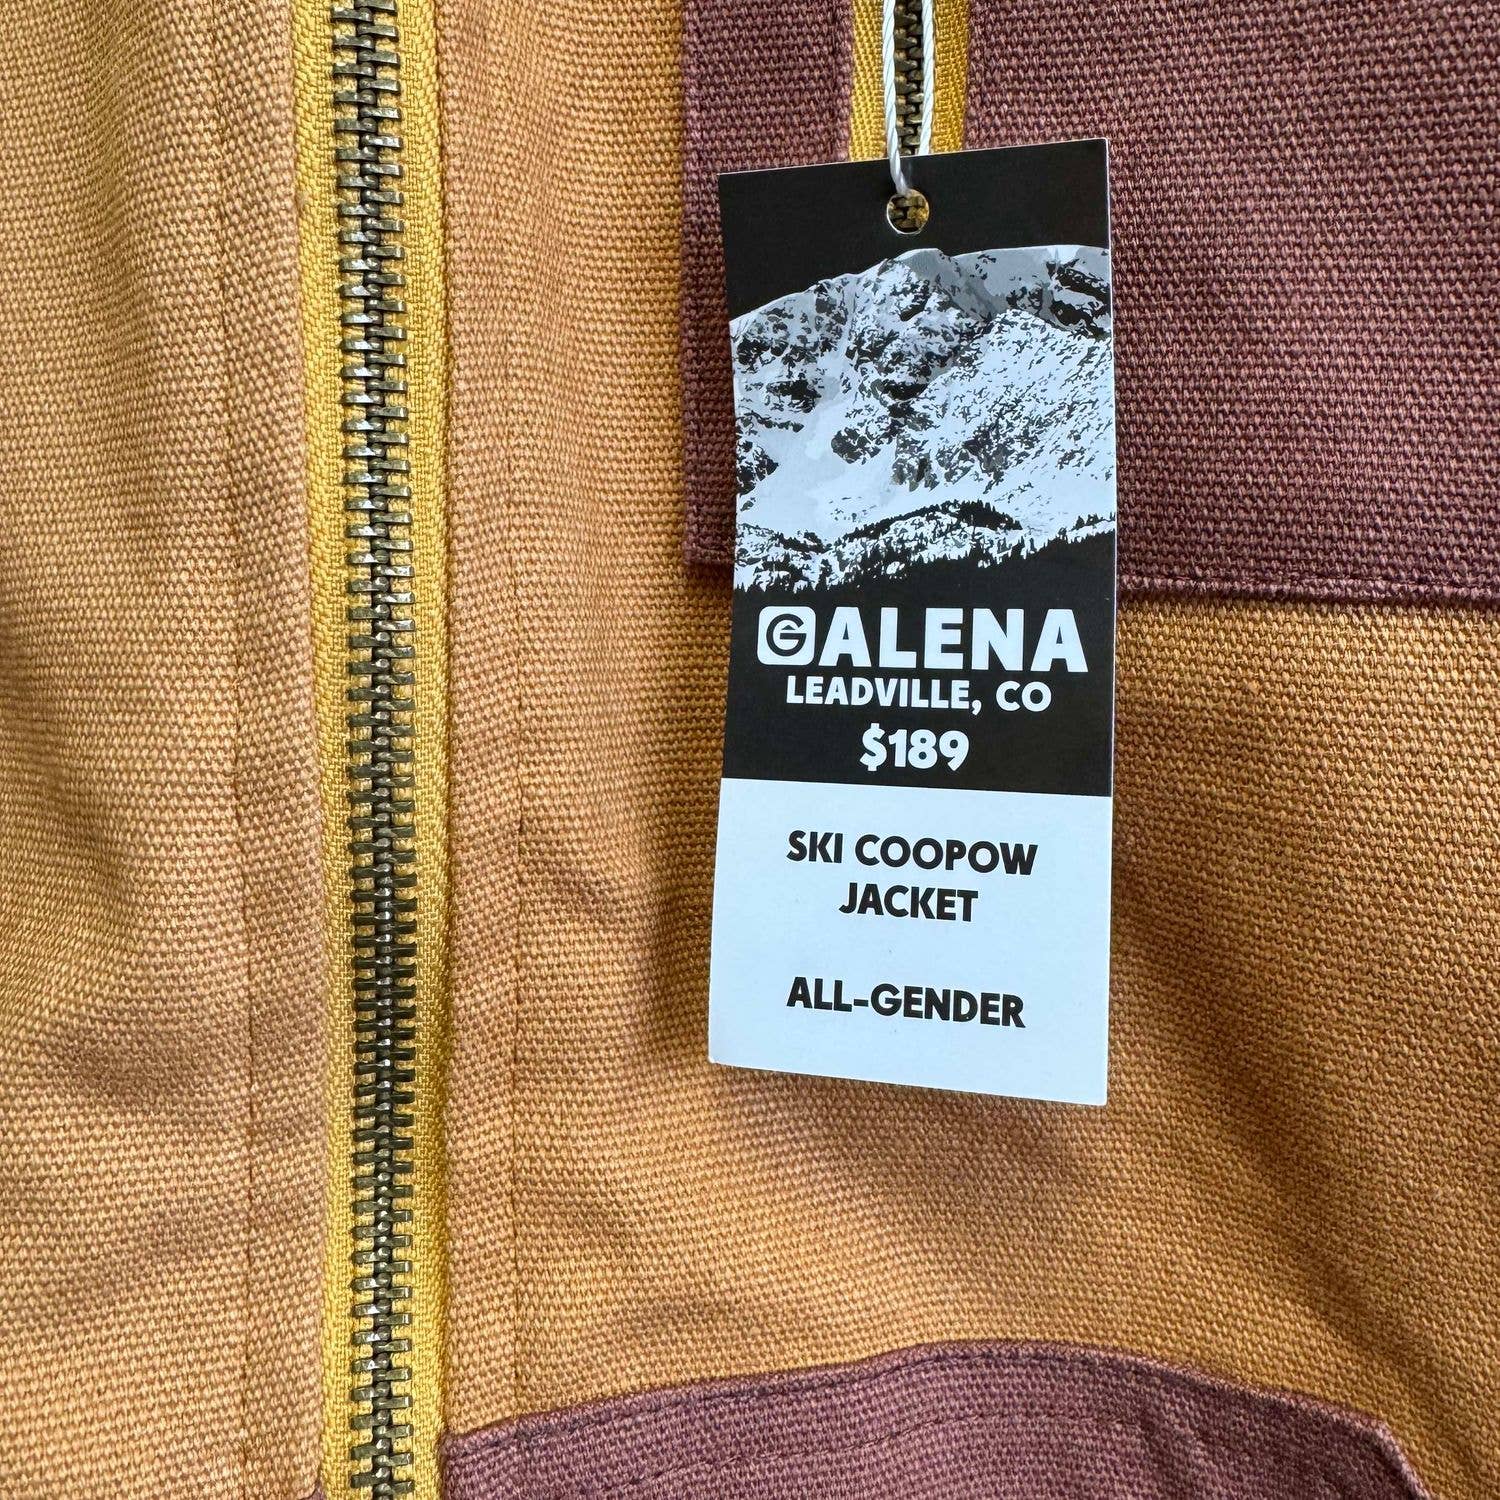 GALENA
LEADVILLE, CO
$189
SKI COOPOW
JACKET
ALL-GENDER